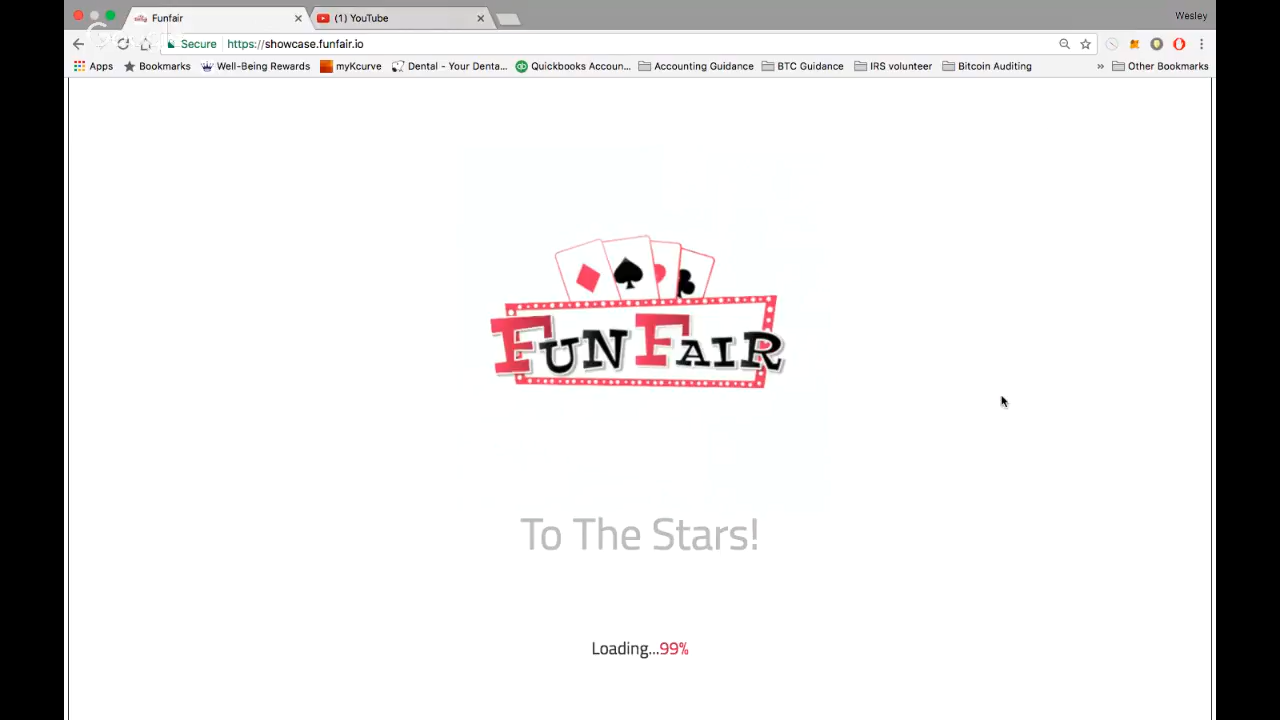 Funfair
(1) YouTube
Wesley
Secure https://showcase.funfair.io
Apps Bookmarks Well-Being Rewards myKcurve Dental - Your Denta... Quickbooks Accoun... Accounting Guidance BTC Guidance IRS volunteer Bitcoin Auditing » Other Bookmarks
FUN FAIR
To The Stars!
Loading...99%